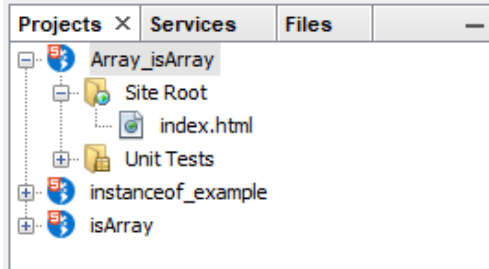 Projects Services Files
Array_isArray
Site Root
index.html
Unit Tests
instanceof_example
isArray